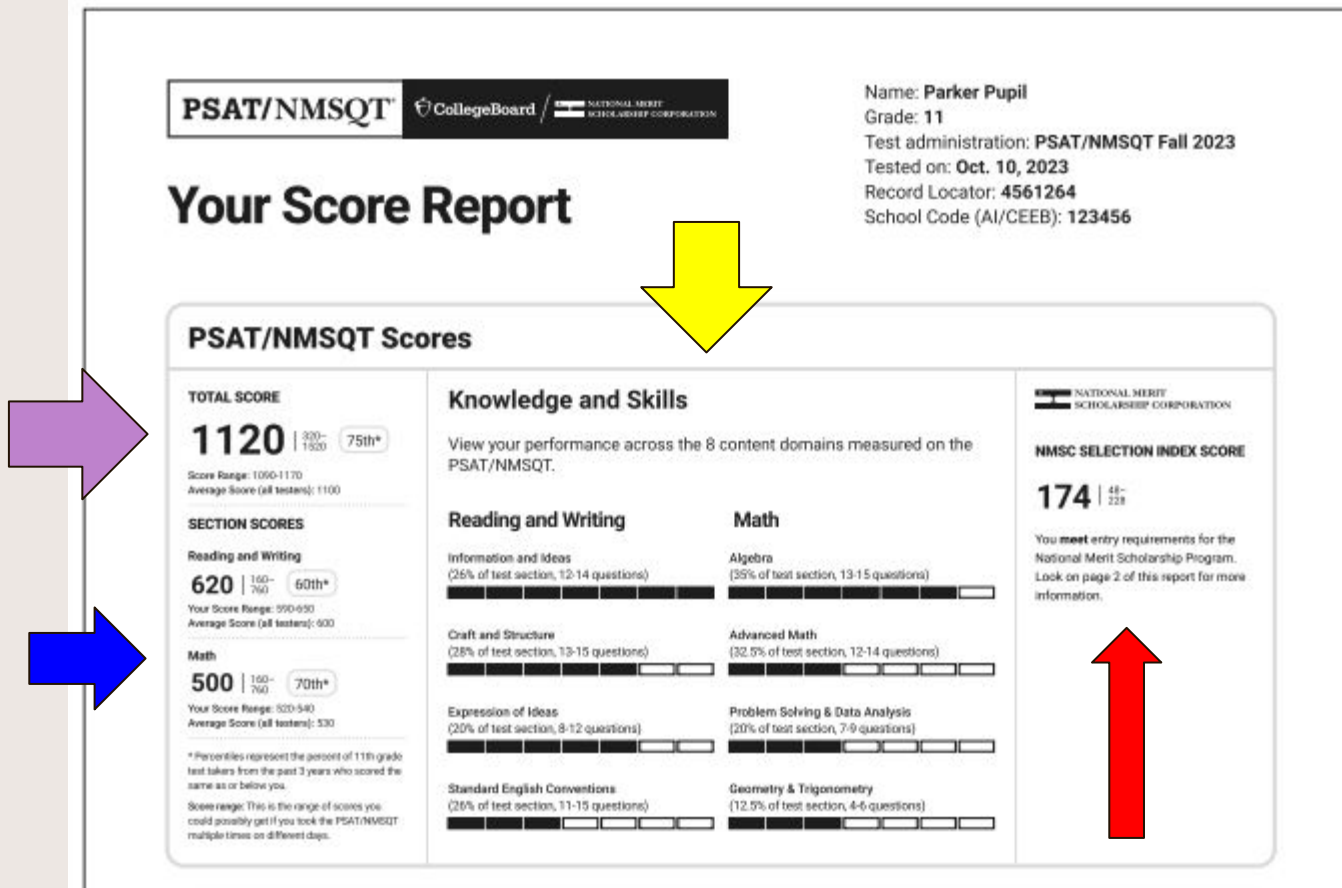 PSAT/NMSQT
CollegeBoard / NATIONAL MERIT
SCHOLARSHIP CORPORATION
Name: Parker Pupil
Grade: 11
Test administration: PSAT/NMSQT Fall 2023
Tested on: Oct. 10, 2023
Record Locator: 4561264
School Code (AI/CEEB): 123456
Your Score Report
PSAT/NMSQT Scores
TOTAL SCORE
1120 | 320–
1520
75th*
Score Range: 1090-1170
Average Score (all testers): 1100
SECTION SCORES
Reading and Writing
620 | 160–
760
60th*
Your Score Range: 590-650
Average Score (all testers): 600
Math
500 | 160–
760
70th*
Your Score Range: 520-540
Average Score (all testers): 530
* Percentiles represent the percent of 11th grade
test takers from the past 3 years who scored the
same as or below you.
Score range: This is the range of scores you
could possibly get if you took the PSAT/NMSQT
multiple times on different days.
Knowledge and Skills
View your performance across the 8 content domains measured on the
PSAT/NMSQT.
Reading and Writing
Information and Ideas
(26% of test section, 12-14 questions)
Craft and Structure
(28% of test section, 13-15 questions)
Expression of Ideas
(20% of test section, 8-12 questions)
Standard English Conventions
(26% of test section, 11-15 questions)
Math
Algebra
(35% of test section, 13-15 questions)
Advanced Math
(32.5% of test section, 12-14 questions)
Problem Solving & Data Analysis
(20% of test section, 7-9 questions)
Geometry & Trigonometry
(12.5% of test section, 4-6 questions)
NATIONAL MERIT
SCHOLARSHIP CORPORATION
NMSC SELECTION INDEX SCORE
174 | 48–
228
You meet entry requirements for the
National Merit Scholarship Program.
Look on page 2 of this report for more
information.